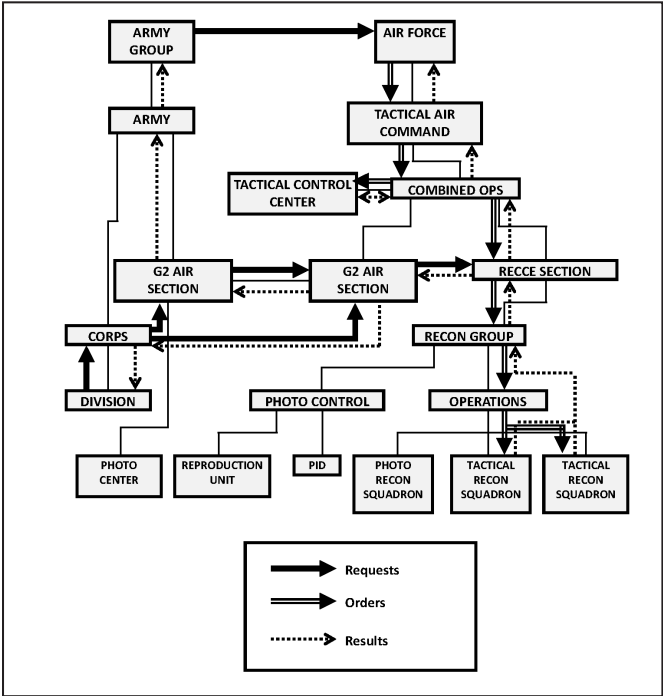 ARMY
GROUP
AIR FORCE
ARMY
TACTICAL AIR
COMMAND
TACTICAL CONTROL
CENTER
COMBINED OPS
G2 AIR
SECTION
G2 AIR
SECTION
RECCE SECTION
CORPS
RECON GROUP
DIVISION
PHOTO CONTROL
OPERATIONS
PHOTO
CENTER
REPRODUCTION
UNIT
PID
PHOTO
RECON
SQUADRON
TACTICAL
RECON
SQUADRON
TACTICAL
RECON
SQUADRON
Requests
Orders
Results